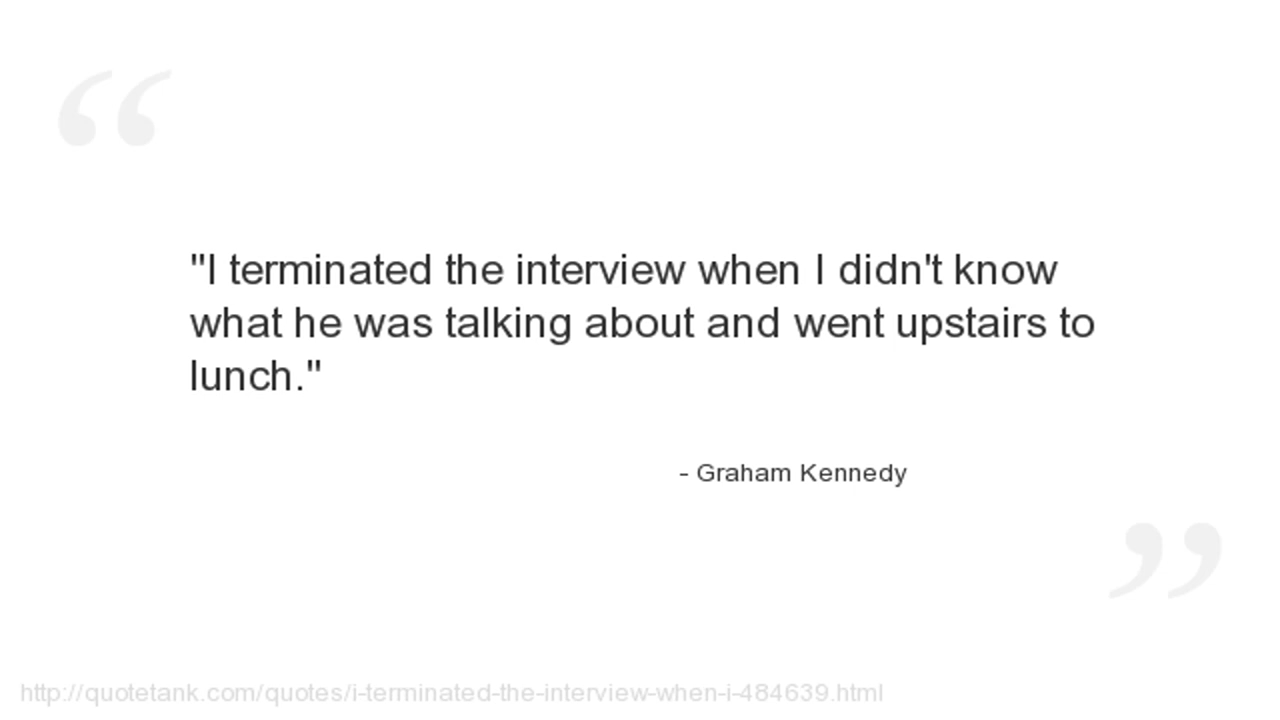 "I terminated the interview when I didn't know
what he was talking about and went upstairs to
lunch."
- Graham Kennedy
http://quotetank.com/quotes/i-terminated-the-interview-when-i-484639.html